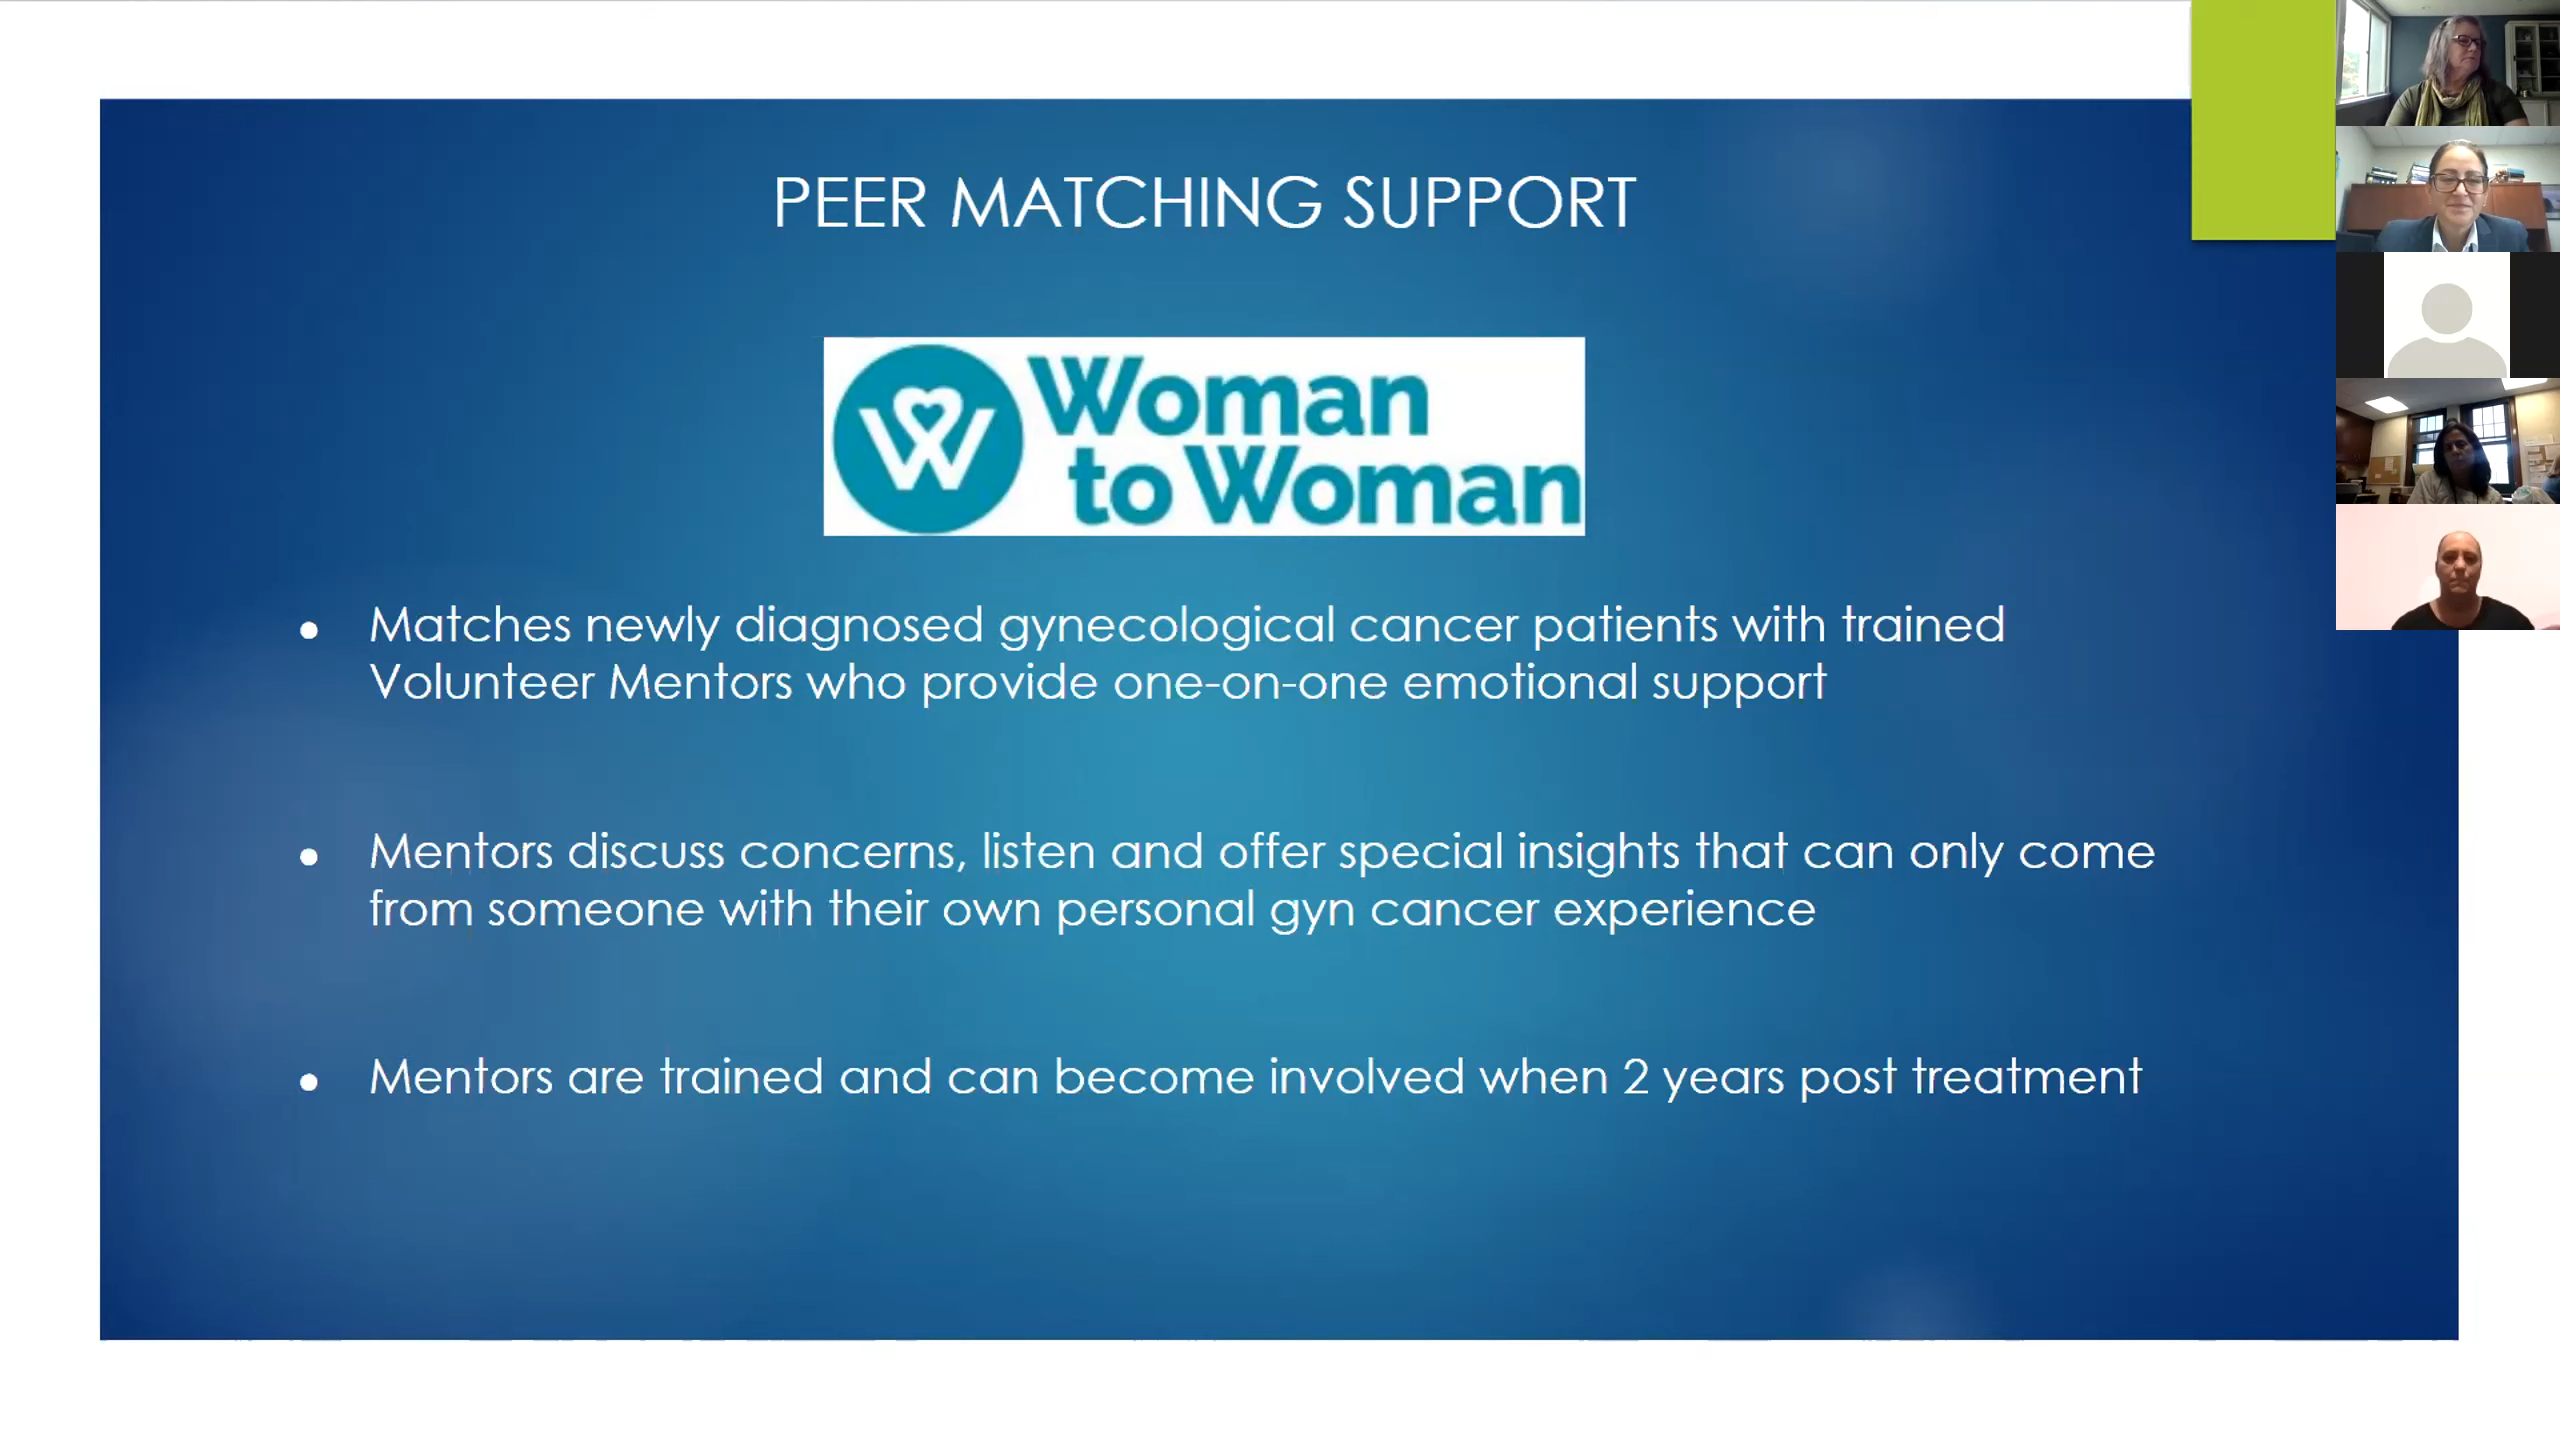 PEER MATCHING SUPPORT
Woman
to Woman
• Matches newly diagnosed gynecological cancer patients with trained
Volunteer Mentors who provide one-on-one emotional support
• Mentors discuss concerns, listen and offer special insights that can only come
from someone with their own personal gyn cancer experience
• Mentors are trained and can become involved when 2 years post treatment